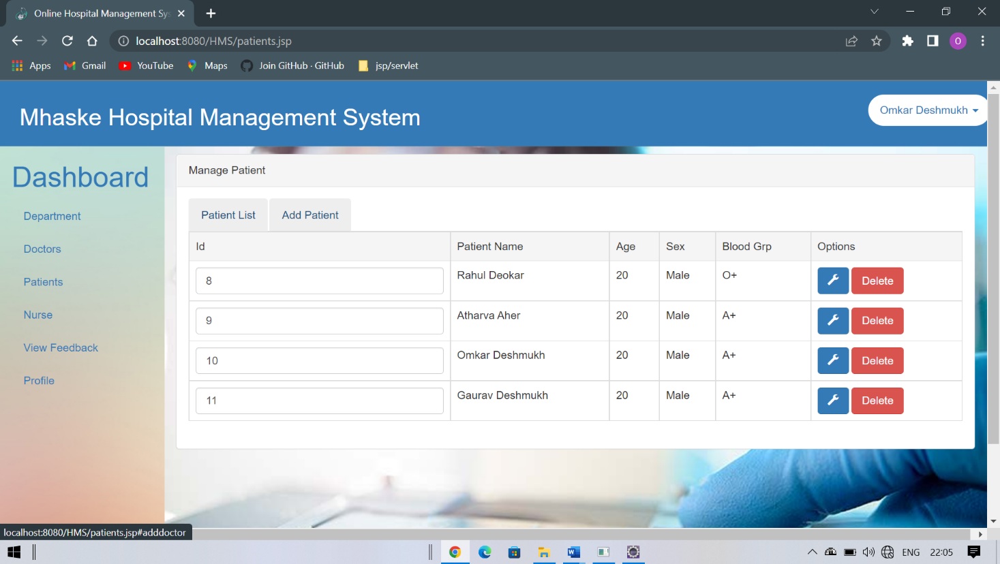 Online Hospital Management Sys
localhost:8080/HMS/patients.jsp
O
Apps Gmail YouTube Maps Join GitHub · GitHub jsp/servlet
Mhaske Hospital Management System
Omkar Deshmukh
Dashboard
Department
Doctors
Patients
Nurse
View Feedback
Profile
Manage Patient
Patient List Add Patient
Id Patient Name Age Sex Blood Grp Options
8 Rahul Deokar 20 Male O+ Delete
9 Atharva Aher 20 Male A+ Delete
10 Omkar Deshmukh 20 Male A+ Delete
11 Gaurav Deshmukh 20 Male A+ Delete
localhost:8080/HMS/patients.jsp#adddoctor
ENG 22:05